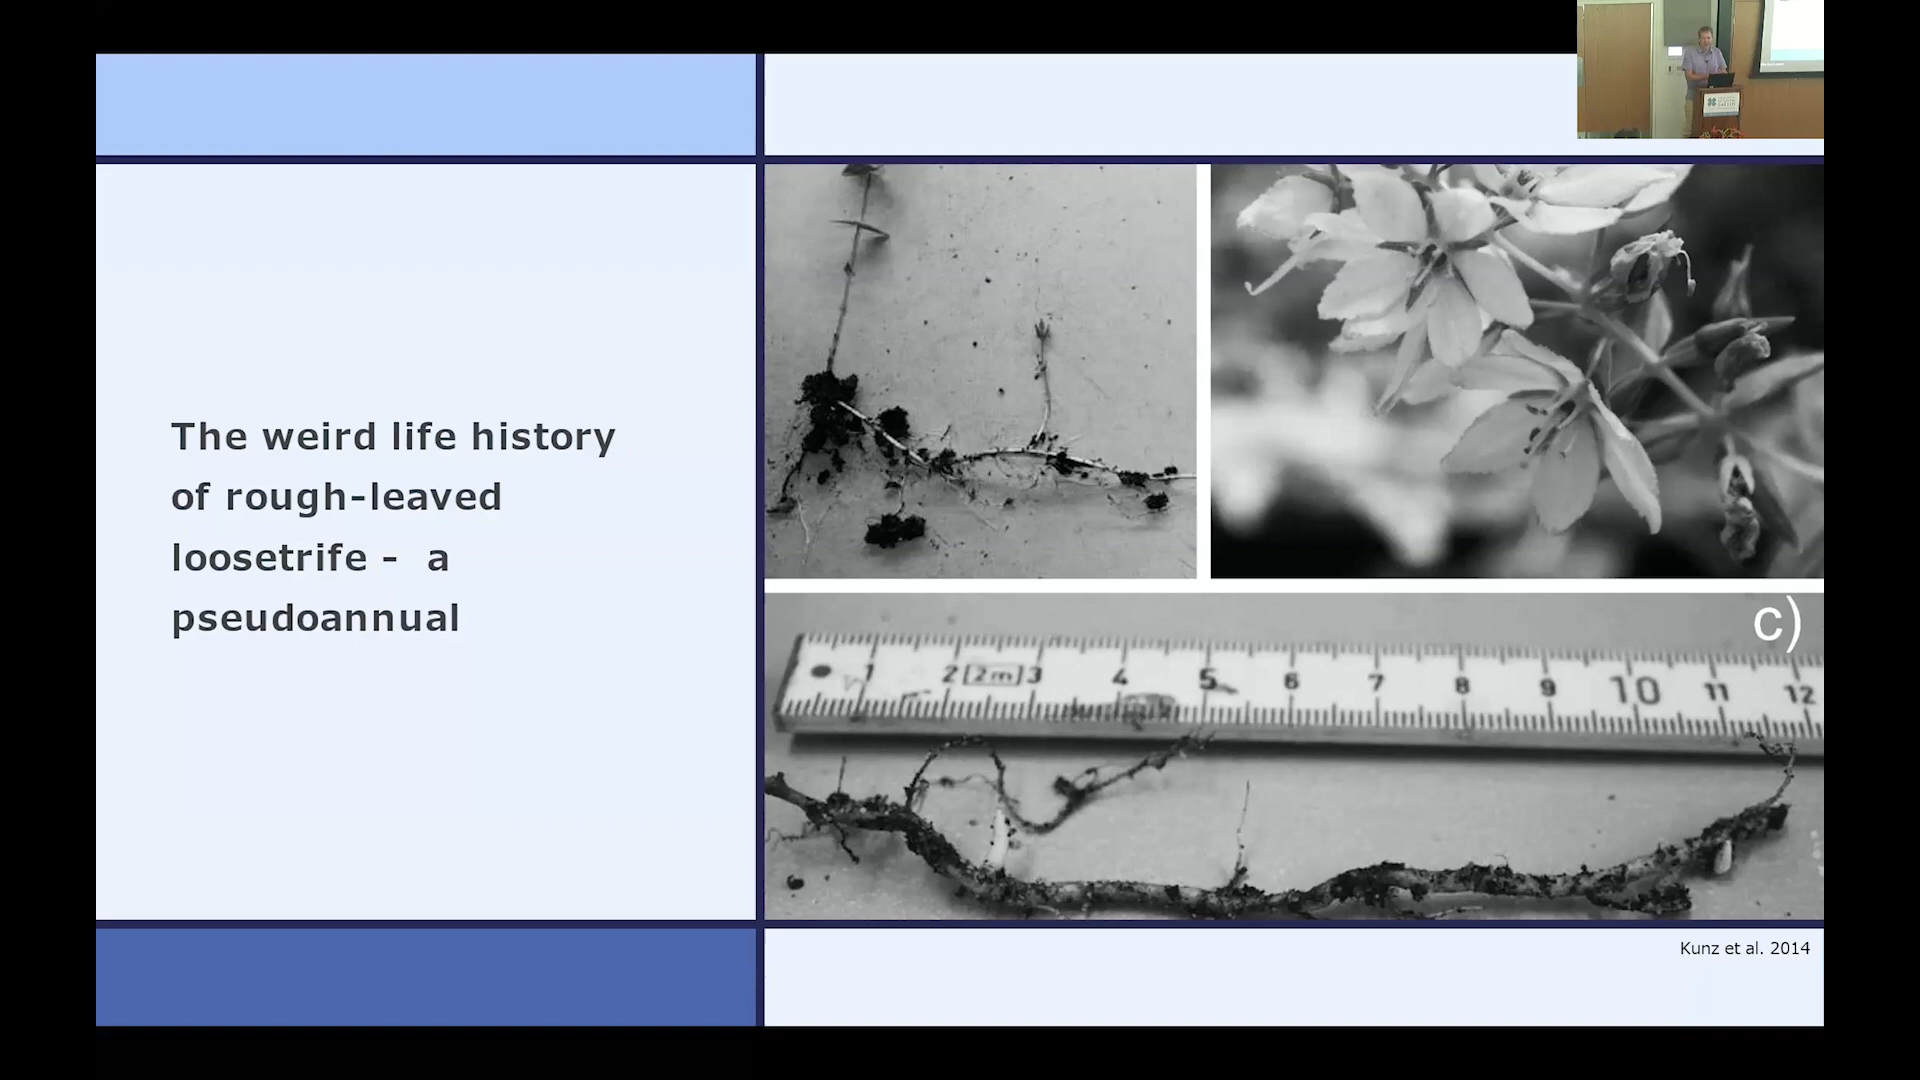 The weird life history
of rough-leaved
loosetrife - a
pseudoannual
c)
1 2 2m 3 4 5 6 7 8 9 10 11 12
Kunz et al. 2014